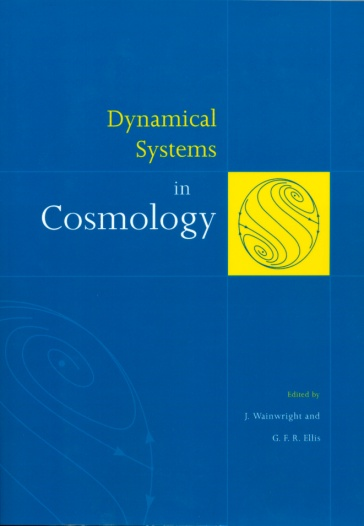 Dynamical
Systems
in
Cosmology
Edited by
J. Wainwright and
G. F. R. Ellis